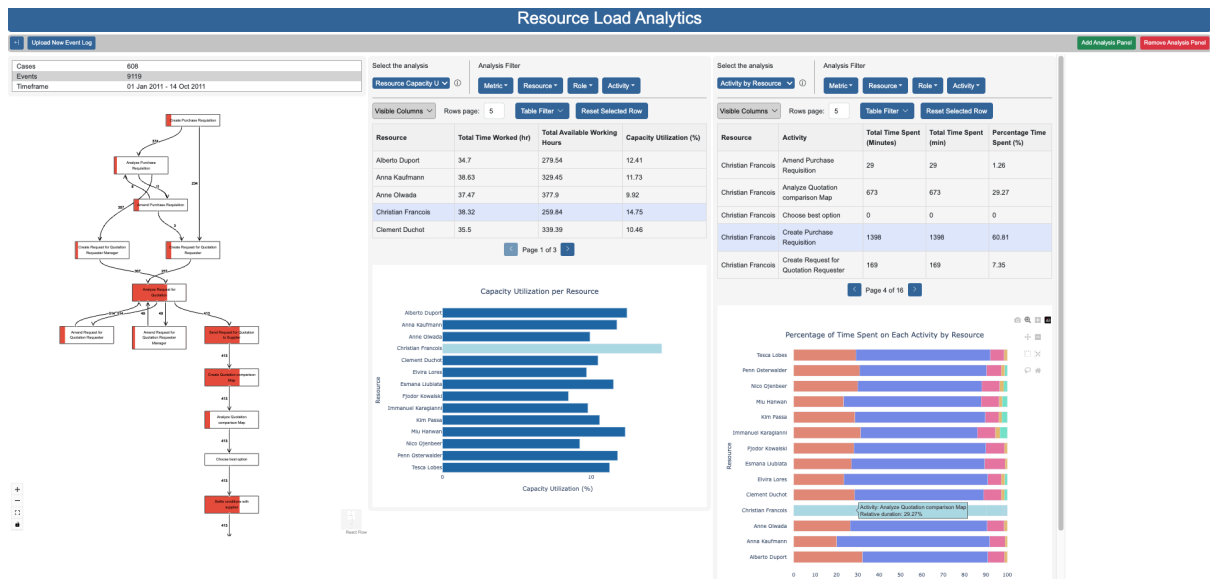 Resource Load Analytics
Upload New Event Log
Add Analysis Panel
Remove Analysis Panel
Cases 608
Events 9119
Timeframe 01 Jan 2011 - 14 Oct 2011
Create Purchase Requisition
Analyze Purchase
Requisition
Amend Purchase Requisition
Create Request for Quotation
Requester Manager
Create Request for Quotation
Requester
Analyze Request for
Quotation
Amend Request for
Quotation Requester
Amend Request for
Quotation Requester
Manager
Send Request for Quotation
to Supplier
413
Create Quotation comparison
Map
413
Analyze Quotation
comparison Map
413
Choose best option
413
Settle conditions with
supplier
413
React Flow
Select the analysis
Analysis Filter
Resource Capacity U
Metric
Resource
Role
Activity
Visible Columns
Rows page: 5
Table Filter
Reset Selected Row
Resource Total Time Worked (hr) Total Available Working Hours Capacity Utilization (%)
Alberto Duport 34.7 279.54 12.41
Anna Kaufmann 38.63 329.45 11.73
Anne Olwada 37.47 377.9 9.92
Christian Francois 38.32 259.84 14.75
Clement Duchot 35.5 339.39 10.46
Page 1 of 3
Capacity Utilization per Resource
Alberto Duport
Anna Kaufmann
Anne Olwada
Christian Francois
Clement Duchot
Elvira Lores
Esmana Liubiata
Fjodor Kowalski
Immanuel Karagianni
Kim Passa
Miu Hanwan
Nico Ojenbeer
Penn Osterwalder
Tesca Lobes
Resource
0 10
Capacity Utilization (%)
Select the analysis
Analysis Filter
Activity by Resource
Metric
Resource
Role
Activity
Visible Columns
Rows page: 5
Table Filter
Reset Selected Row
Resource Activity Total Time Spent (Minutes) Total Time Spent (min) Percentage Time Spent (%)
Christian Francois Amend Purchase Requisition 29 29 1.26
Christian Francois Analyze Quotation comparison Map 673 673 29.27
Christian Francois Choose best option 0 0 0
Christian Francois Create Purchase Requisition 1398 1398 60.81
Christian Francois Create Request for Quotation Requester 169 169 7.35
Page 4 of 16
Percentage of Time Spent on Each Activity by Resource
Tesca Lobes
Penn Osterwalder
Nico Ojenbeer
Miu Hanwan
Kim Passa
Immanuel Karagianni
Fjodor Kowalski
Esmana Liubiata
Elvira Lores
Clement Duchot
Christian Francois
Activity: Analyze Quotation comparison Map
Relative duration: 29.27%
Anne Olwada
Anna Kaufmann
Alberto Duport
Resource
0 10 20 30 40 50 60 70 80 90 100